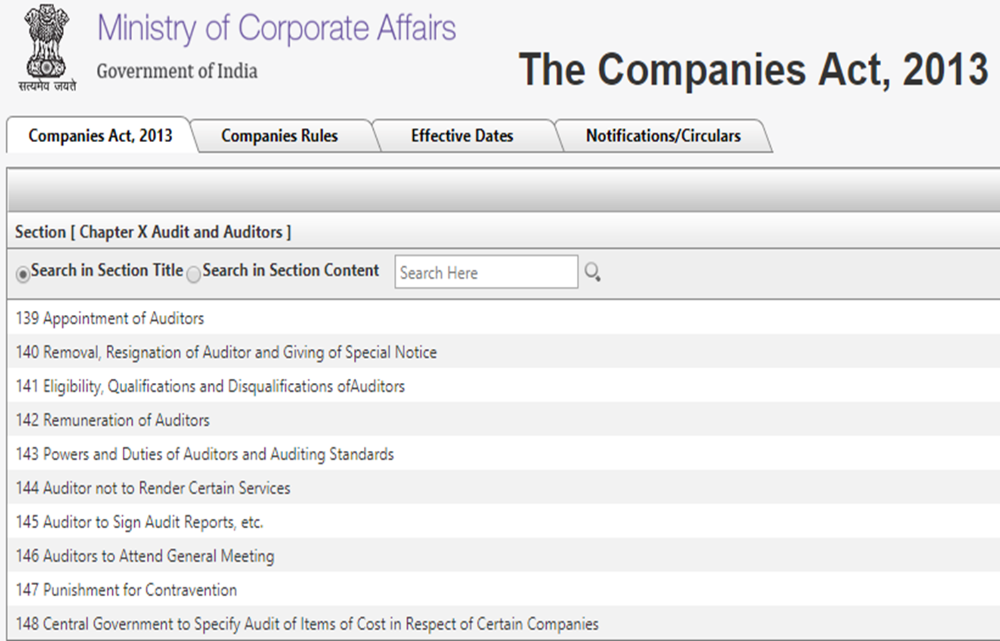 Ministry of Corporate Affairs
Government of India
सत्यमेव जयते
The Companies Act, 2013
Companies Act, 2013 Companies Rules Effective Dates Notifications/Circulars
Section [ Chapter X Audit and Auditors ]
Search in Section Title Search in Section Content Search Here
139 Appointment of Auditors
140 Removal, Resignation of Auditor and Giving of Special Notice
141 Eligibility, Qualifications and Disqualifications ofAuditors
142 Remuneration of Auditors
143 Powers and Duties of Auditors and Auditing Standards
144 Auditor not to Render Certain Services
145 Auditor to Sign Audit Reports, etc.
146 Auditors to Attend General Meeting
147 Punishment for Contravention
148 Central Government to Specify Audit of Items of Cost in Respect of Certain Companies